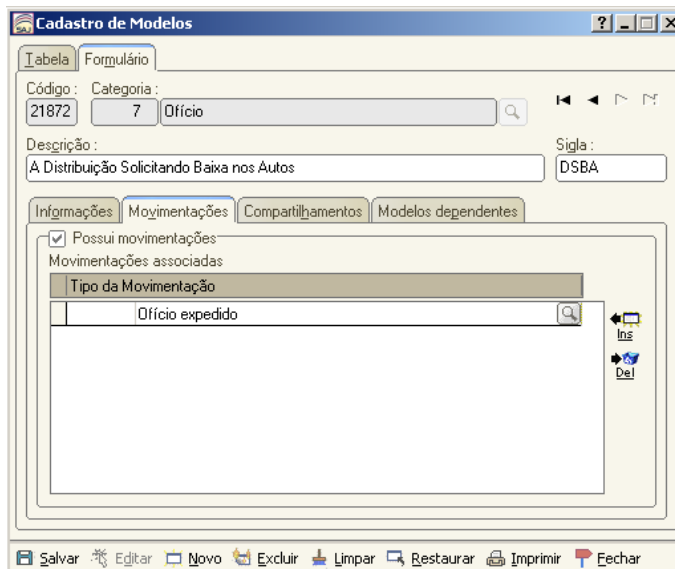 Cadastro de Modelos
Tabela Formulário
Código : Categoria :
21872 7 Ofício
Descrição : Sigla :
A Distribuição Solicitando Baixa nos Autos DSBA
Informações Movimentações Compartilhamentos Modelos dependentes
Possui movimentações
Movimentações associadas
Tipo da Movimentação
Ofício expedido
Ins
Del
Salvar Editar Novo Excluir Limpar Restaurar Imprimir Fechar